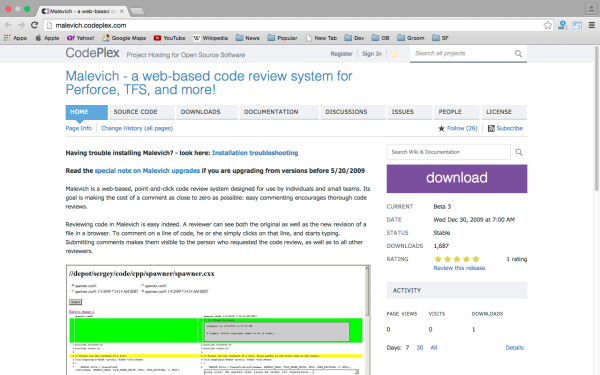 Malevich - a web-based c
malevich.codeplex.com
Apps Apple Yahoo! Google Maps YouTube Wikipedia News Popular New Tab Dev OB Groom SF
CodePlex Project Hosting for Open Source Software
Register Sign In Search all projects
Malevich - a web-based code review system for
Perforce, TFS, and more!
HOME SOURCE CODE DOWNLOADS DOCUMENTATION DISCUSSIONS ISSUES PEOPLE LICENSE
Page Info Change History (all pages) Follow (26) Subscribe
Having trouble installing Malevich? - look here: Installation troubleshooting
Read the special note on Malevich upgrades if you are upgrading from versions before 5/20/2009
Malevich is a web-based, point-and-click code review system designed for use by individuals and small teams. Its
goal is making the cost of a comment as close to zero as possible: easy commenting encourages thorough code
reviews.
Reviewing code in Malevich is easy indeed. A reviewer can see both the original as well as the new revision of a
file in a browser. To comment on a line of code, he or she simply clicks on that line, and starts typing.
Submitting comments makes them visible to the person who requested the code review, as well as to all other
reviewers.
//depot/sergey/code/cpp/spawner/spawner.cxx
Search Wiki & Documentation
download
CURRENT Beta 3
DATE Wed Dec 30, 2009 at 7:00 AM
STATUS Stable
DOWNLOADS 1,687
RATING 1 rating
Review this release
ACTIVITY
PAGE VIEWS VISITS DOWNLOADS
0 0 1
Days: 7 30 All Details